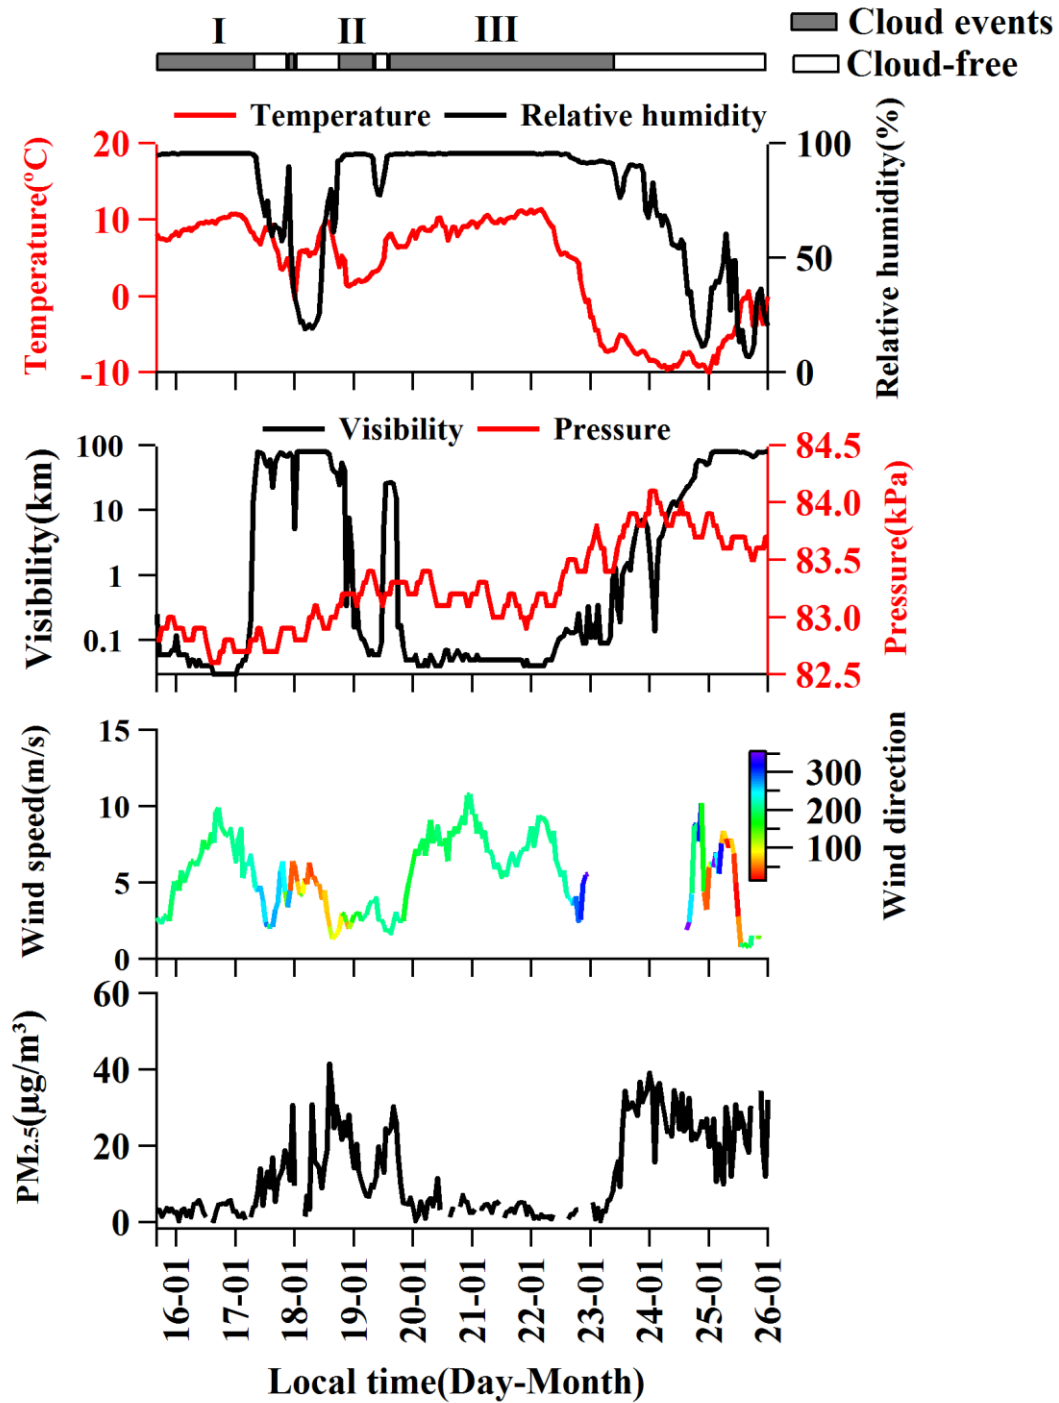 I II III
Cloud events
Cloud-free
Temperature Relative humidity
20
10
0
-10
Temperature(ºC)
100
50
0
Relative humidity(%)
Visibility Pressure
100
10
1
0.1
Visibility(km)
84.5
84.0
83.5
83.0
82.5
Pressure(kPa)
15
10
5
0
Wind speed(m/s)
300
200
100
Wind direction
60
40
20
0
PM2.5(µg/m³)
16-01 17-01 18-01 19-01 20-01 21-01 22-01 23-01 24-01 25-01 26-01
Local time(Day-Month)